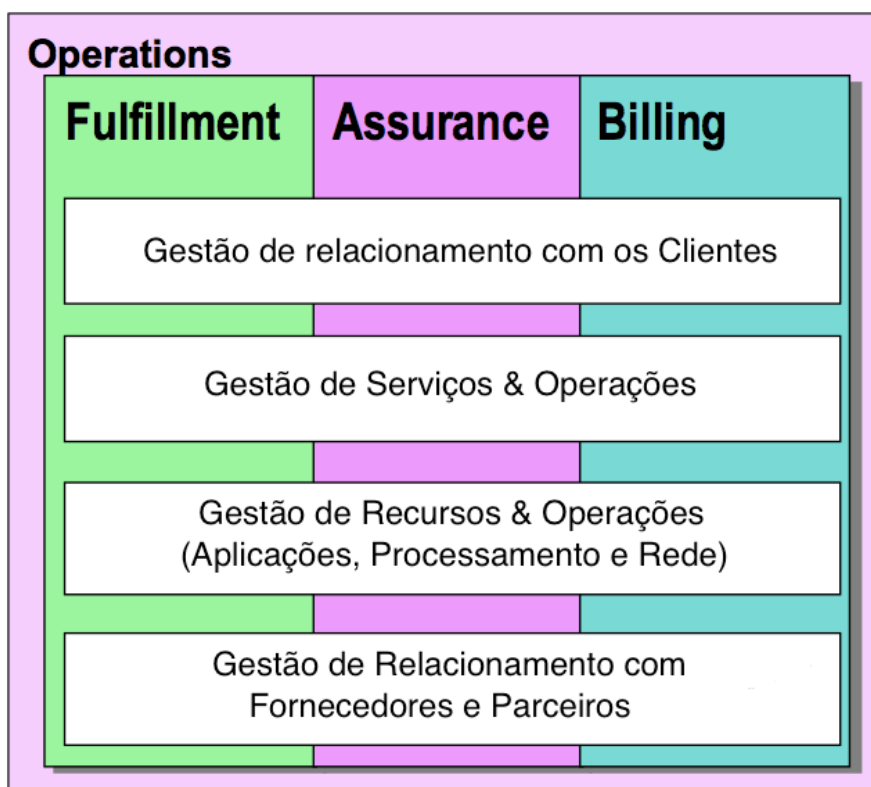 Operations
Fulfillment Assurance Billing
Gestão de relacionamento com os Clientes
Gestão de Serviços & Operações
Gestão de Recursos & Operações
(Aplicações, Processamento e Rede)
Gestão de Relacionamento com
Fornecedores e Parceiros